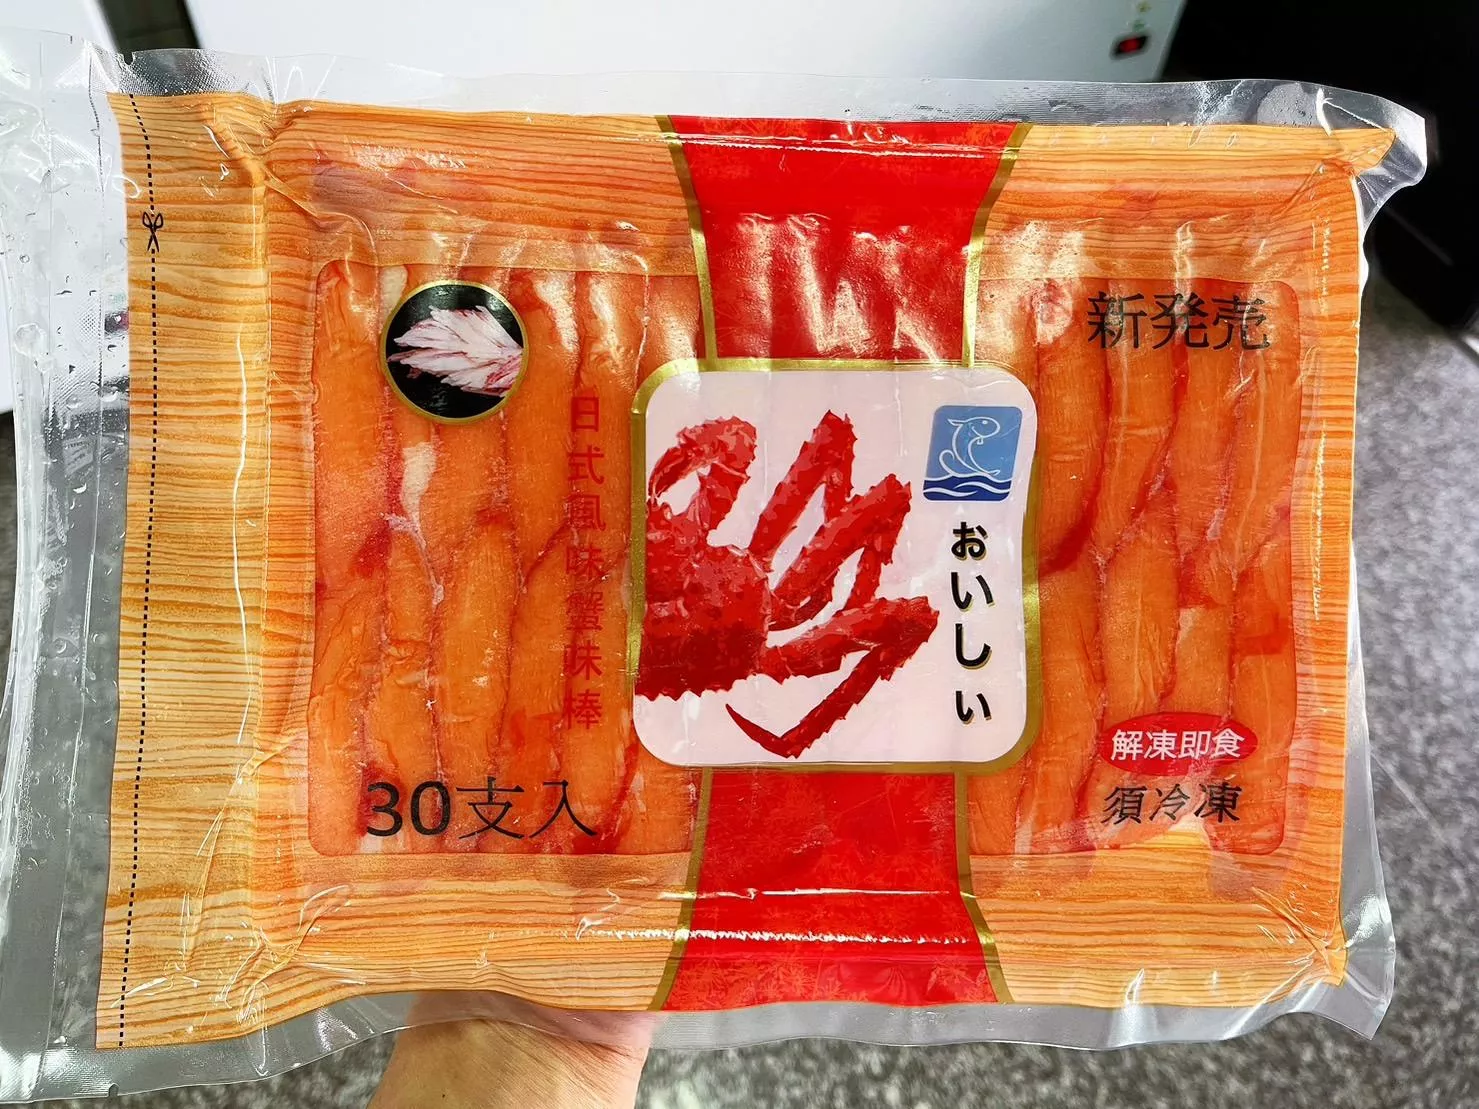 新発売
日式風味蟹味棒
おいしい
30支入
解凍即食
須冷凍